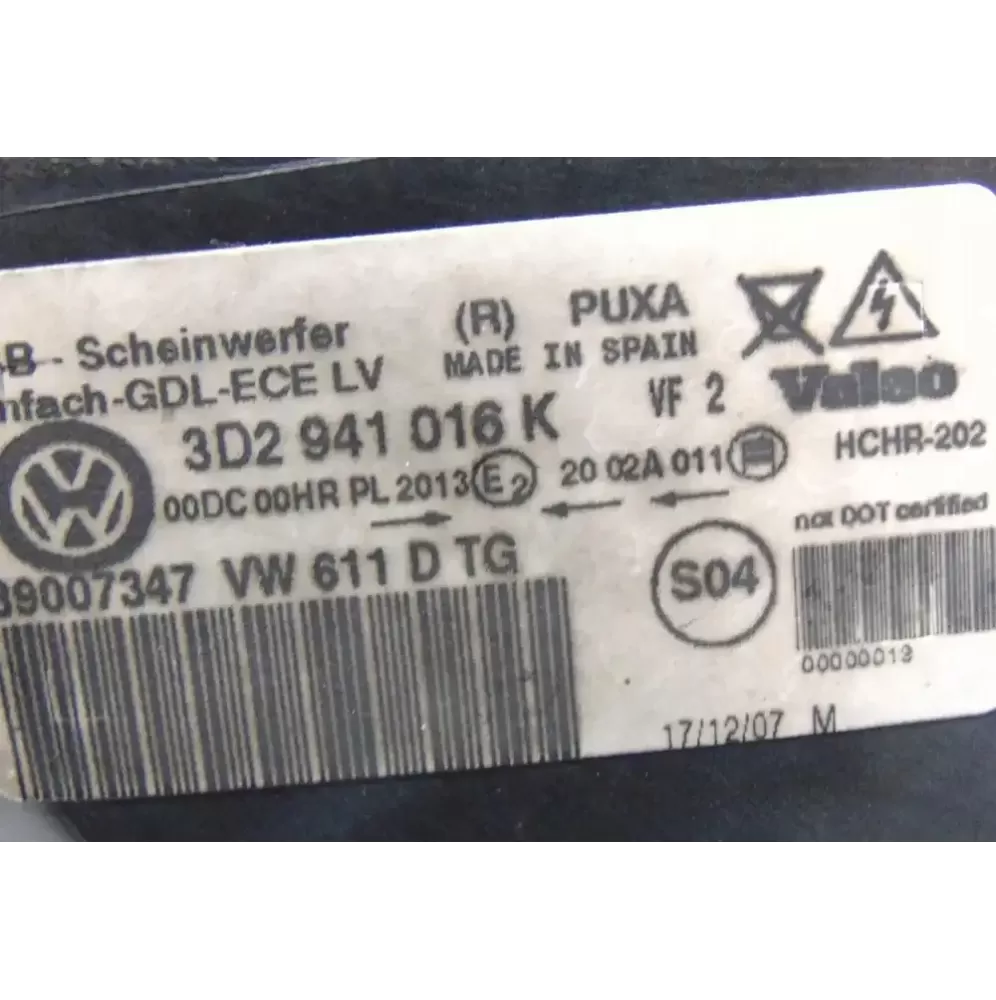 -B - Scheinwerfer (R) PUXA
nfach-GDL-ECE LV MADE IN SPAIN
3D2 941 016 K VF 2 Valeo
00DC 00HR PL 2013 E2 20 02A 011 HCHR-202
39007347 VW 611 D TG S04 not DOT certified
00000013
17/12/07 M